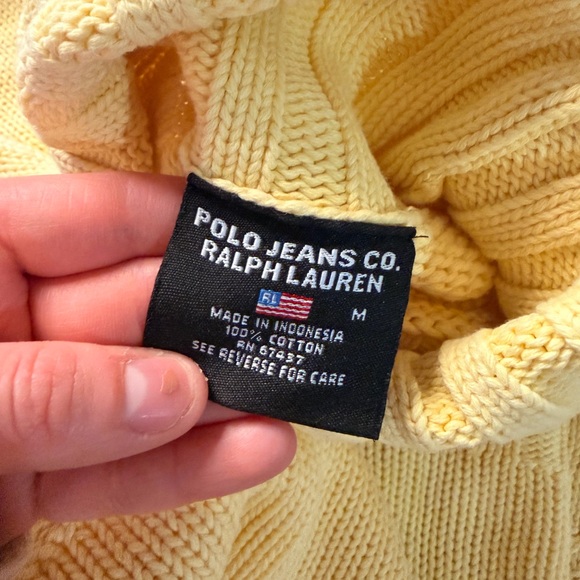 POLO JEANS CO.
RALPH LAUREN
RL
M
MADE IN INDONESIA
100% COTTON
RN 67437
SEE REVERSE FOR CARE